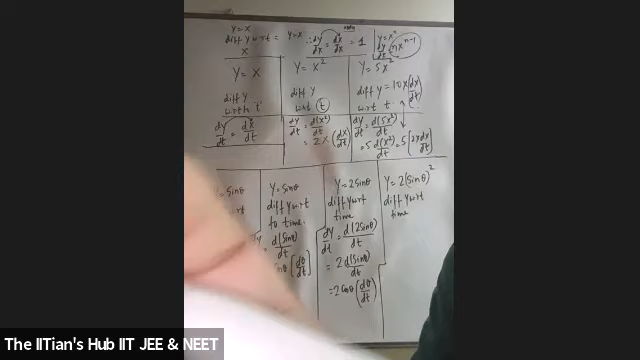 Y=x
diff y w.r.t =
x
Y=x ∴ dy/dx = dx/dx = 1
Y=x^n
dy/dx = nx^n-1
Y = X
diff y
w.r.t. t
dy/dt = dx/dt
Y = X^2
diff y
w.r.t (t)
dy/dt = d(x^2)/dt
= 2x (dx/dt)
Y = 5x^2
diff y = 10x (dx/dt)
w.r.t t
dy/dt = d(5x^2)/dt
= 5 d(x^2)/dt = 5 [2x dx/dt]
= sinθ
w.r.t
Y = sinθ
diff y w.r.t
to time.
= d(sinθ)/dt
[dθ/dt]
Y = 2sinθ
diff y w.r.t
time
dy/dt = d(2sinθ)/dt
= 2 d(sinθ)/dt
= 2 cosθ (dθ/dt)
Y = 2(sinθ)^2
diff y w.r.t
time
The IITian's Hub IIT JEE & NEET